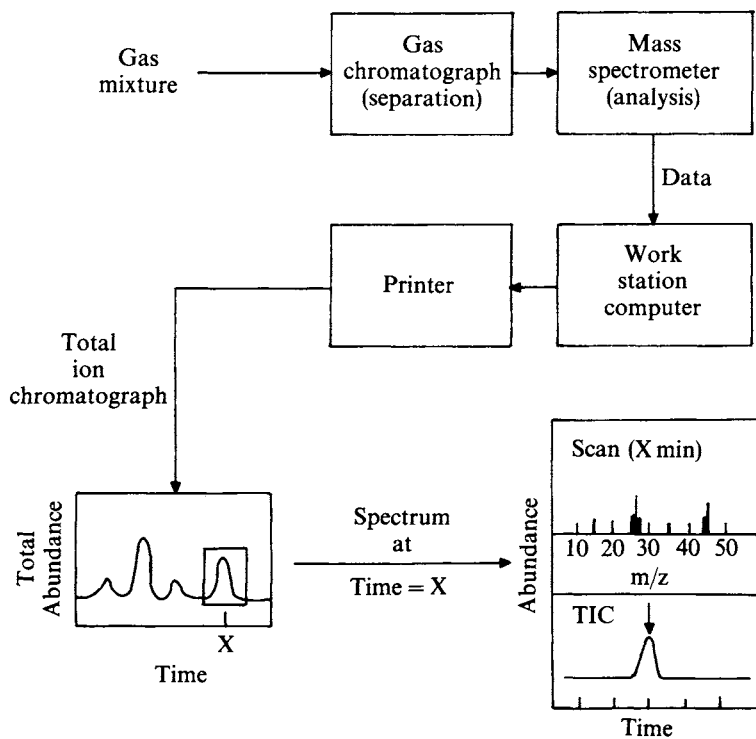 Gas
mixture
Gas
chromatograph
(separation)
Mass
spectrometer
(analysis)
Data
Work
station
computer
Printer
Total
ion
chromatograph
Total
Abundance
X
Time
Spectrum
at
Time = X
Abundance
Scan (X min)
10 20 30 40 50
m/z
TIC
Time